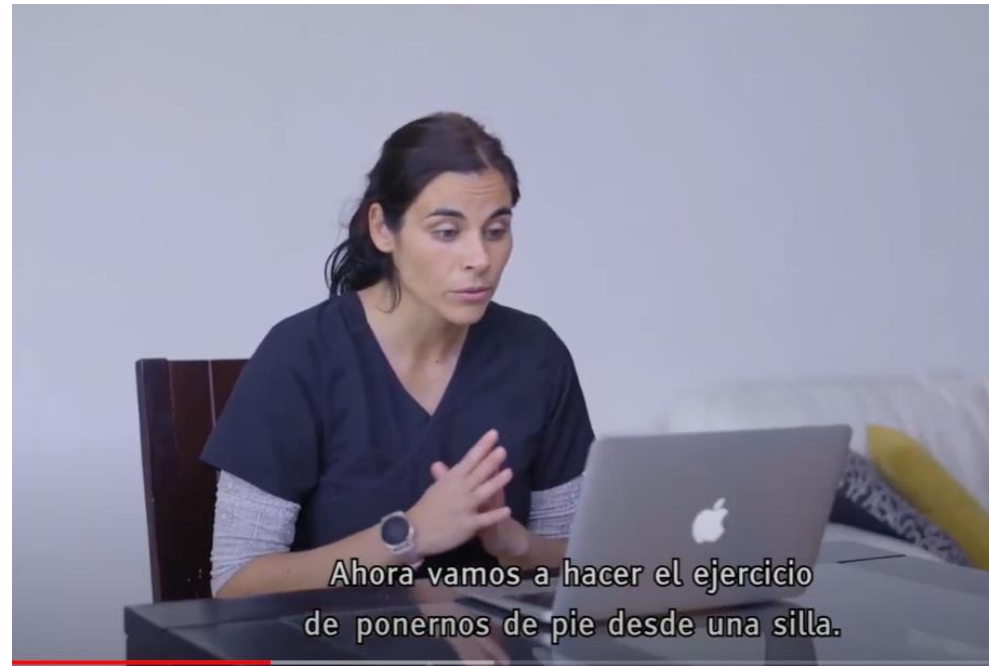 Ahora vamos a hacer el ejercicio
de ponernos de pie desde una silla.